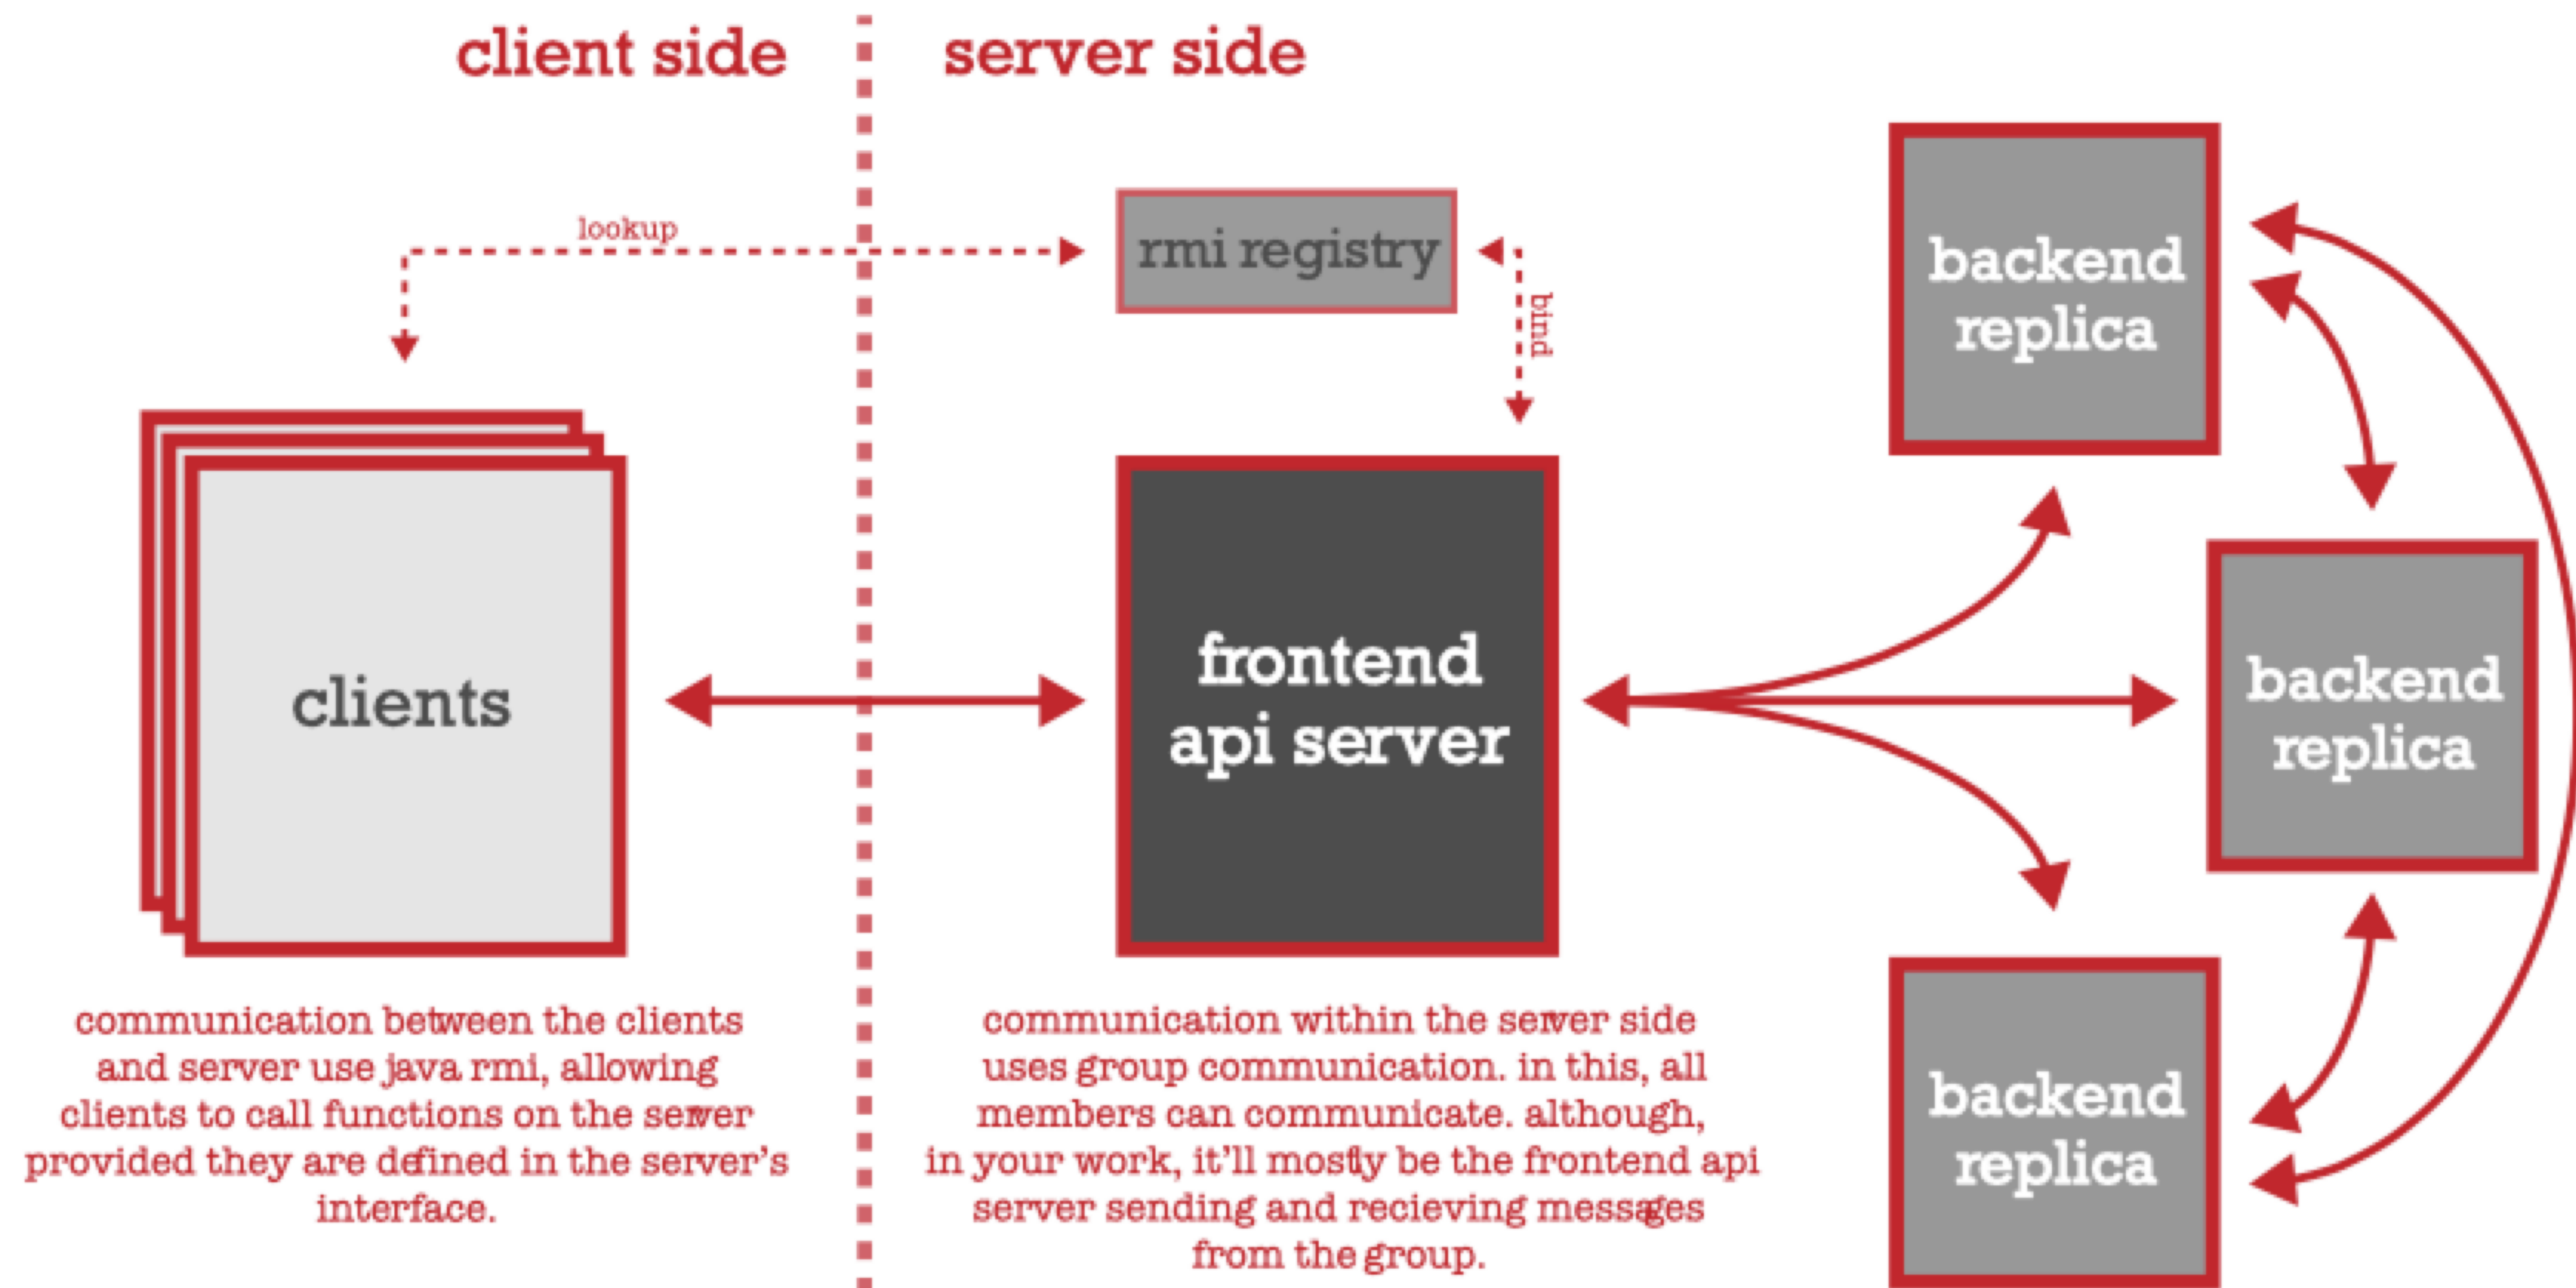 client side
server side
lookup
rmi registry
bind
backend
replica
clients
frontend
api server
backend
replica
backend
replica
communication between the clients
and server use java rmi, allowing
clients to call functions on the server
provided they are defined in the server's
interface.
communication within the server side
uses group communication. in this, all
members can communicate. although,
in your work, it'll mostly be the frontend api
server sending and recieving messages
from the group.